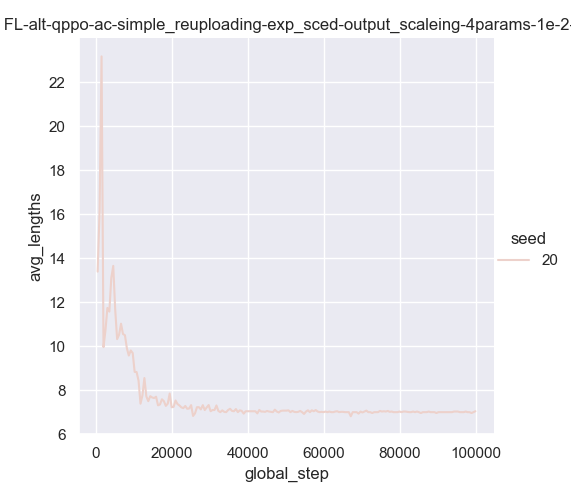 FL-alt-qppo-ac-simple_reuploading-exp_sced-output_scaleing-4params-1e-2-
22
20
18
16
14
12
10
8
6
avg_lengths
seed
20
0 20000 40000 60000 80000 100000
global_step